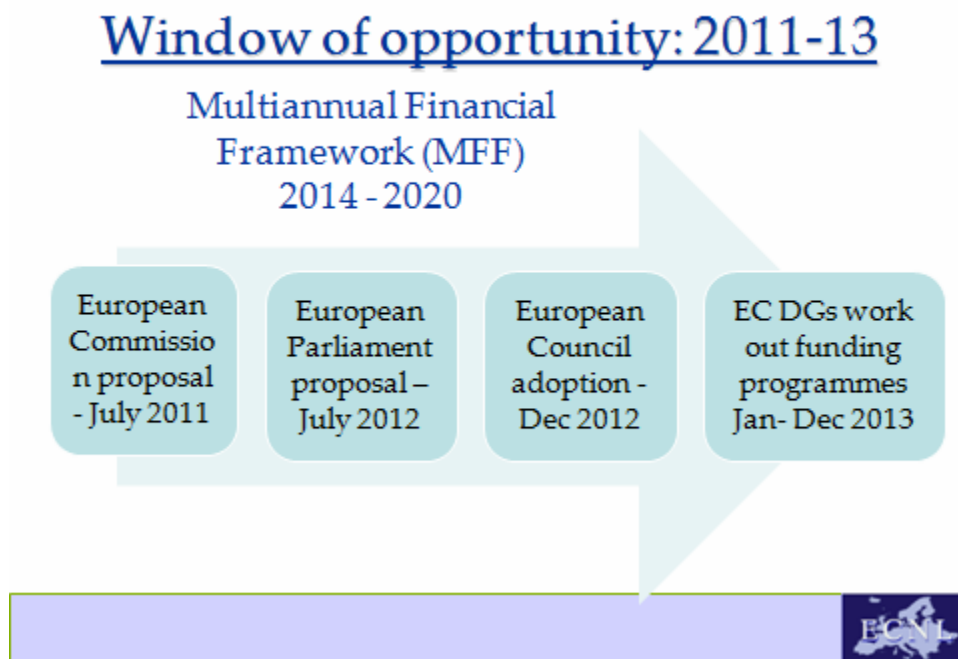 Window of opportunity: 2011-13
Multiannual Financial
Framework (MFF)
2014 - 2020
European
Commissio
n proposal
- July 2011
European
Parliament
proposal –
July 2012
European
Council
adoption -
Dec 2012
EC DGs work
out funding
programmes
Jan- Dec 2013
ECNL